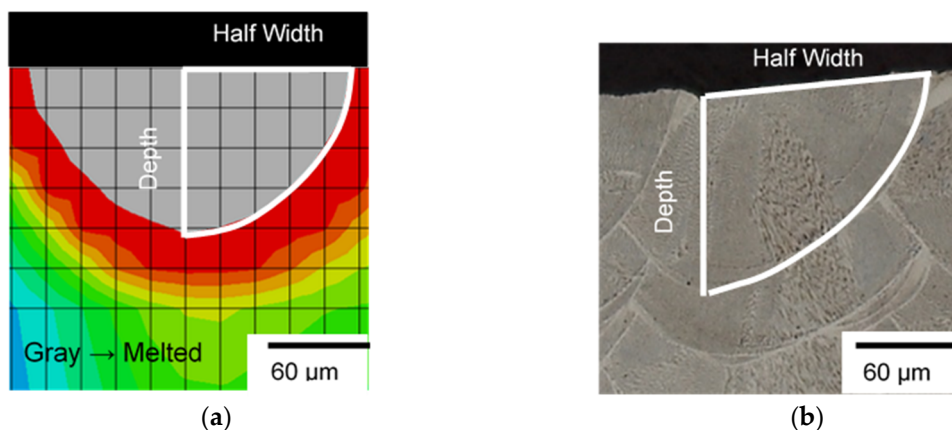 Half Width
Depth
Gray → Melted
60 µm
(a)
Half Width
Depth
60 µm
(b)